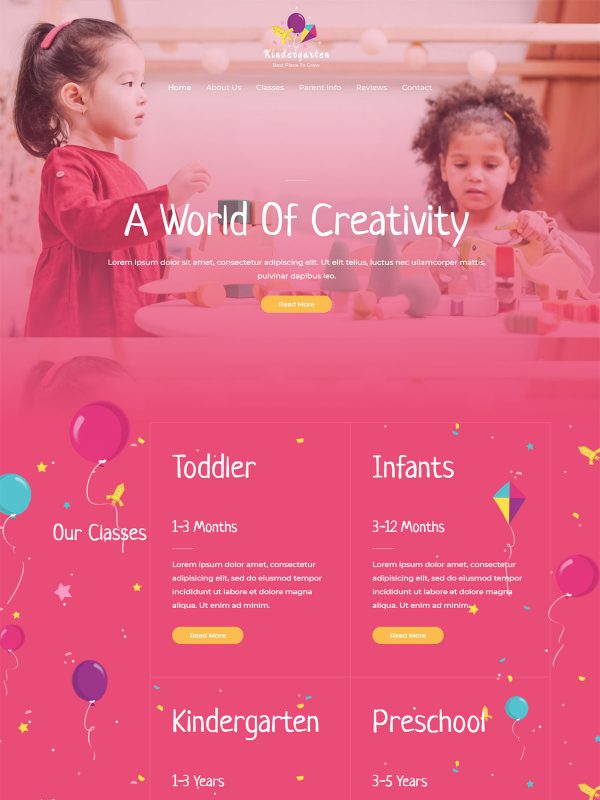 Kindergarten
Best Place To Grow
Home About Us Classes Parent Info Reviews Contact
A World Of Creativity
Lorem ipsum dolor sit amet, consectetur adipiscing elit. Ut elit tellus, luctus nec ullamcorper mattis,
pulvinar dapibus leo.
Read More
Our Classes
Toddler
1-3 Months
Lorem ipsum dolor amet, consectetur
adipiscing elit, sed do eiusmod tempor
incididunt ut labore et dolore magna
aliqua. Ut enim ad minim.
Read More
Infants
3-12 Months
Lorem ipsum dolor amet, consectetur
adipiscing elit, sed do eiusmod tempor
incididunt ut labore et dolore magna
aliqua. Ut enim ad minim.
Read More
Kindergarten
1-3 Years
Preschool
3-5 Years